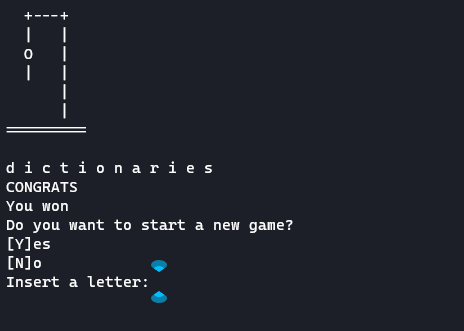 d i c t i o n a r i e s
CONGRATS
You won
Do you want to start a new game?
[Y]es
[N]o
Insert a letter: